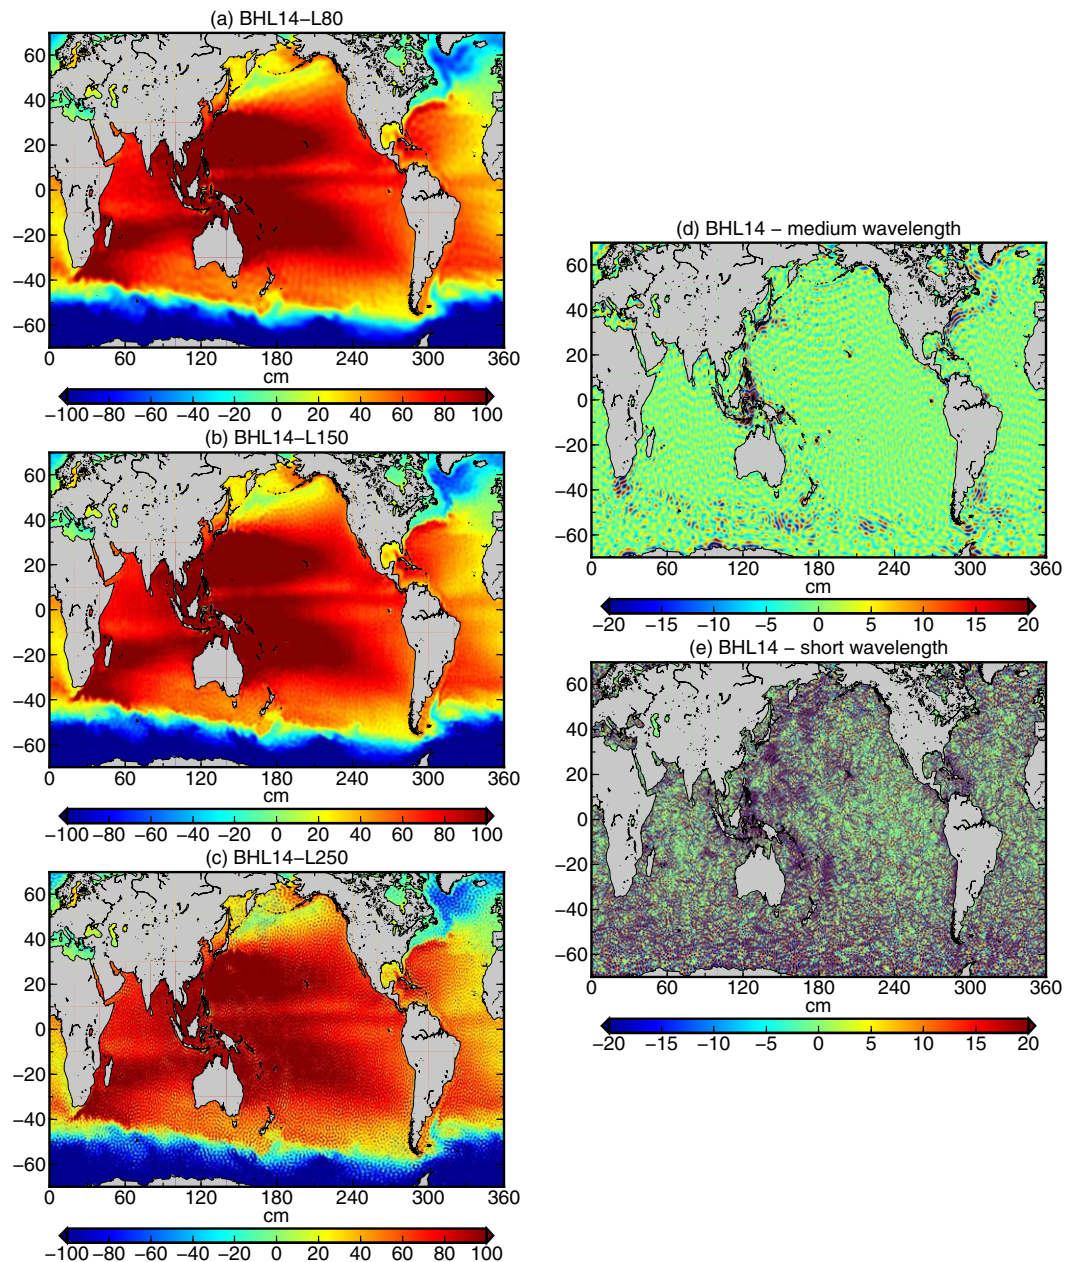 (a) BHL14−L80
60
40
20
0
−20
−40
−60
0 60 120 180 240 300 360
cm
−100 −80 −60 −40 −20 0 20 40 60 80 100
(b) BHL14−L150
60
40
20
0
−20
−40
−60
0 60 120 180 240 300 360
cm
−100 −80 −60 −40 −20 0 20 40 60 80 100
(c) BHL14−L250
60
40
20
0
−20
−40
−60
0 60 120 180 240 300 360
cm
−100 −80 −60 −40 −20 0 20 40 60 80 100
(d) BHL14 − medium wavelength
60
40
20
0
−20
−40
−60
0 60 120 180 240 300 360
cm
−20 −15 −10 −5 0 5 10 15 20
(e) BHL14 − short wavelength
60
40
20
0
−20
−40
−60
0 60 120 180 240 300 360
cm
−20 −15 −10 −5 0 5 10 15 20